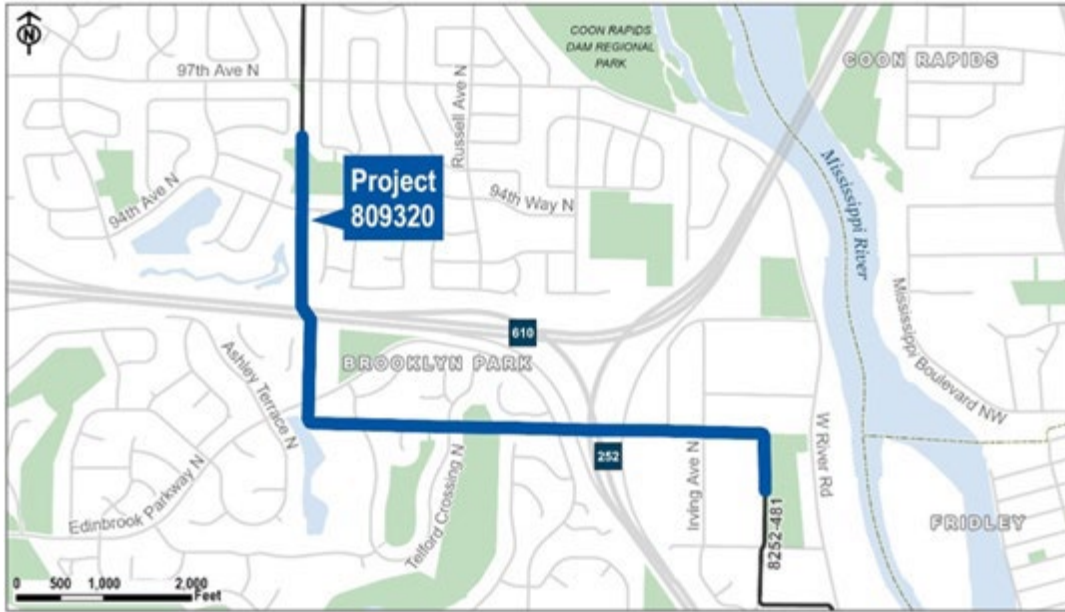 N
COON RAPIDS
DAM REGIONAL
PARK
COON RAPIDS
97th Ave N
Russell Ave N
Project
809320
94th Ave N
94th Way N
Mississippi River
Mississippi Boulevard NW
610
BROOKLYN PARK
Ashley Terrace N
252
Irving Ave N
W River Rd
Edinbrook Parkway N
Telford Crossing N
8252-481
FRIDLEY
0 500 1,000 2,000
Feet